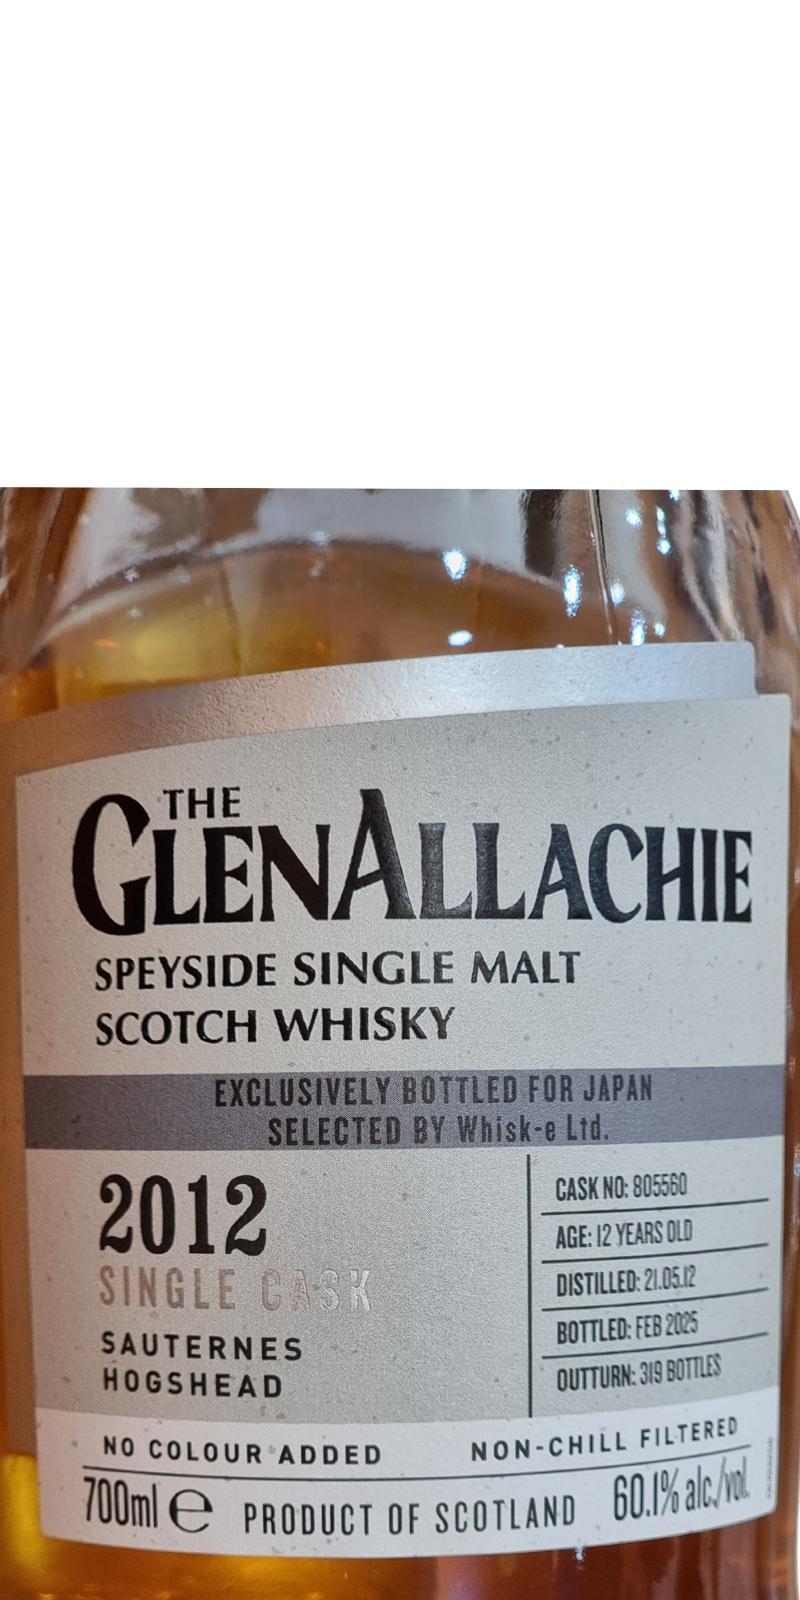 THE
GLENALLACHIE
SPEYSIDE SINGLE MALT
SCOTCH WHISKY
EXCLUSIVELY BOTTLED FOR JAPAN
SELECTED BY Whisk-e Ltd.
2012
SINGLE CASK
SAUTERNES
HOGSHEAD
CASK NO: 805560
AGE: 12 YEARS OLD
DISTILLED: 21.05.12
BOTTLED: FEB 2025
OUTTURN: 319 BOTTLES
NO COLOUR ADDED NON-CHILL FILTERED
700ml e PRODUCT OF SCOTLAND 60.1% alc./vol.